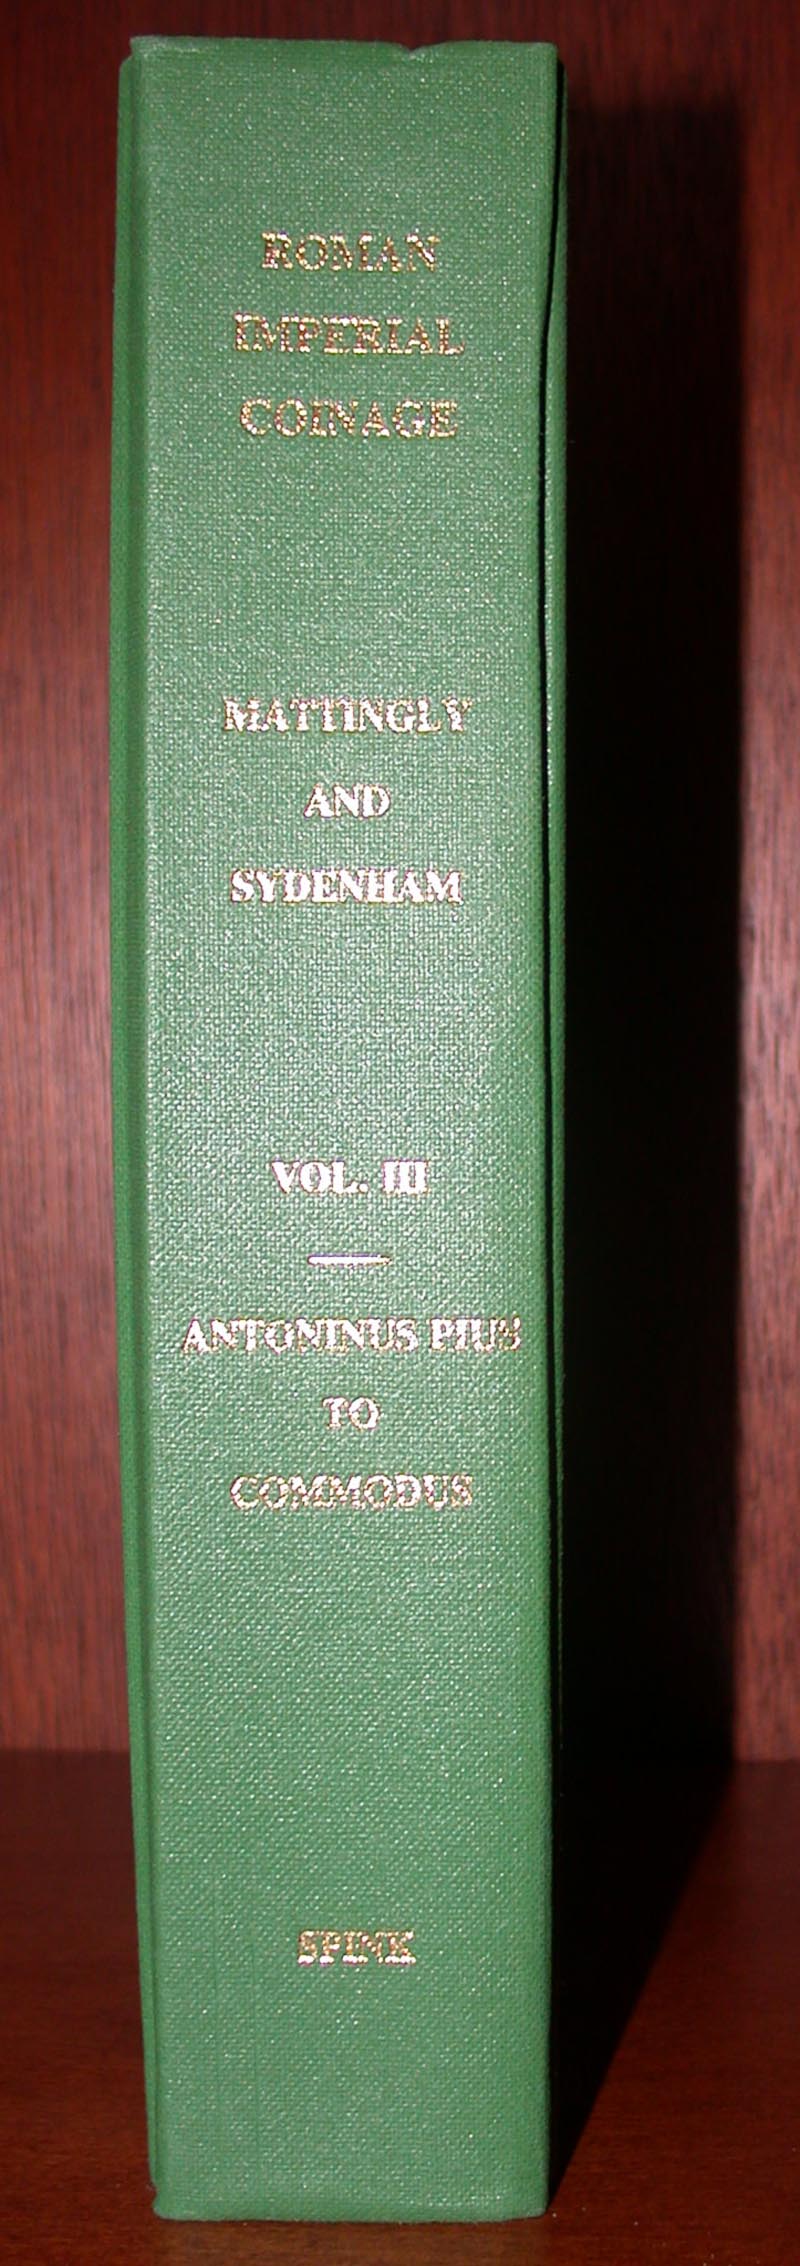 ROMAN
IMPERIAL
COINAGE
MATTINGLY
AND
SYDENHAM
VOL. III
ANTONINUS PIUS
TO
COMMODUS
SPINK